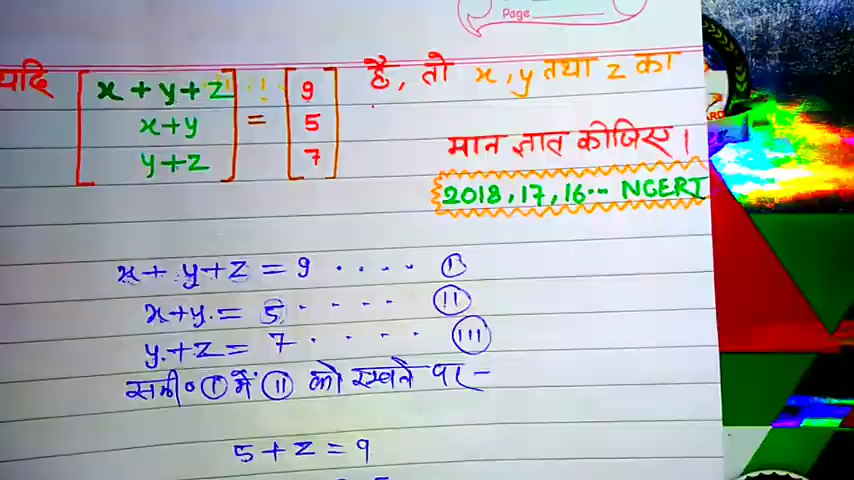 Page
यदि [x+y+z x+y y+z] = [9 5 7] है, तो x, y तथा z का
मान ज्ञात कीजिए।
2018, 17, 16... NCERT
x + y + z = 9 ..... (I)
x+y = 5 ..... (II)
y+z = 7 ..... (III)
समी० (I) में (II) को रखने पर -
5 + z = 9